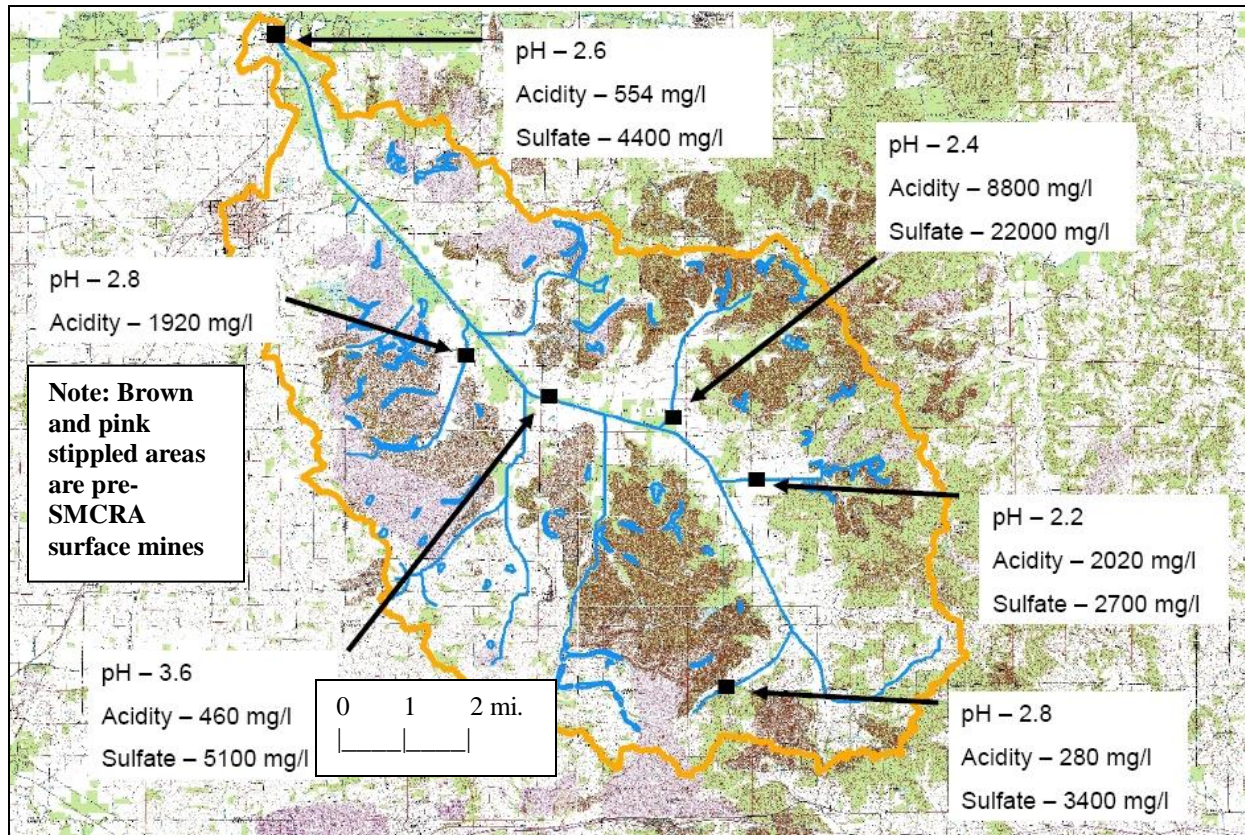 pH – 2.6
Acidity – 554 mg/l
Sulfate – 4400 mg/l
pH – 2.4
Acidity – 8800 mg/l
Sulfate – 22000 mg/l
pH – 2.8
Acidity – 1920 mg/l
Note: Brown
and pink
stippled areas
are pre-
SMCRA
surface mines
pH – 2.2
Acidity – 2020 mg/l
Sulfate – 2700 mg/l
pH – 3.6
Acidity – 460 mg/l
Sulfate – 5100 mg/l
0 1 2 mi.
|_____|_____|
pH – 2.8
Acidity – 280 mg/l
Sulfate – 3400 mg/l